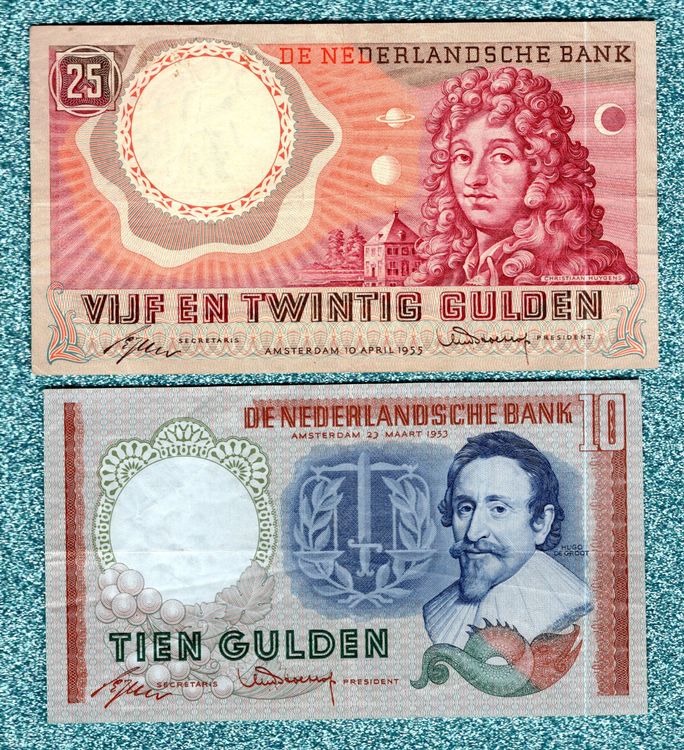 25
DE NEDERLANDSCHE BANK
CHRISTIAAN HUYGENS
VIJF EN TWINTIG GULDEN
SECRETARIS
PRESIDENT
AMSTERDAM 10 APRIL 1955
DE NEDERLANDSCHE BANK 10
AMSTERDAM 23 MAART 1953
HUGO
DE GROOT
TIEN GULDEN
SECRETARIS
PRESIDENT